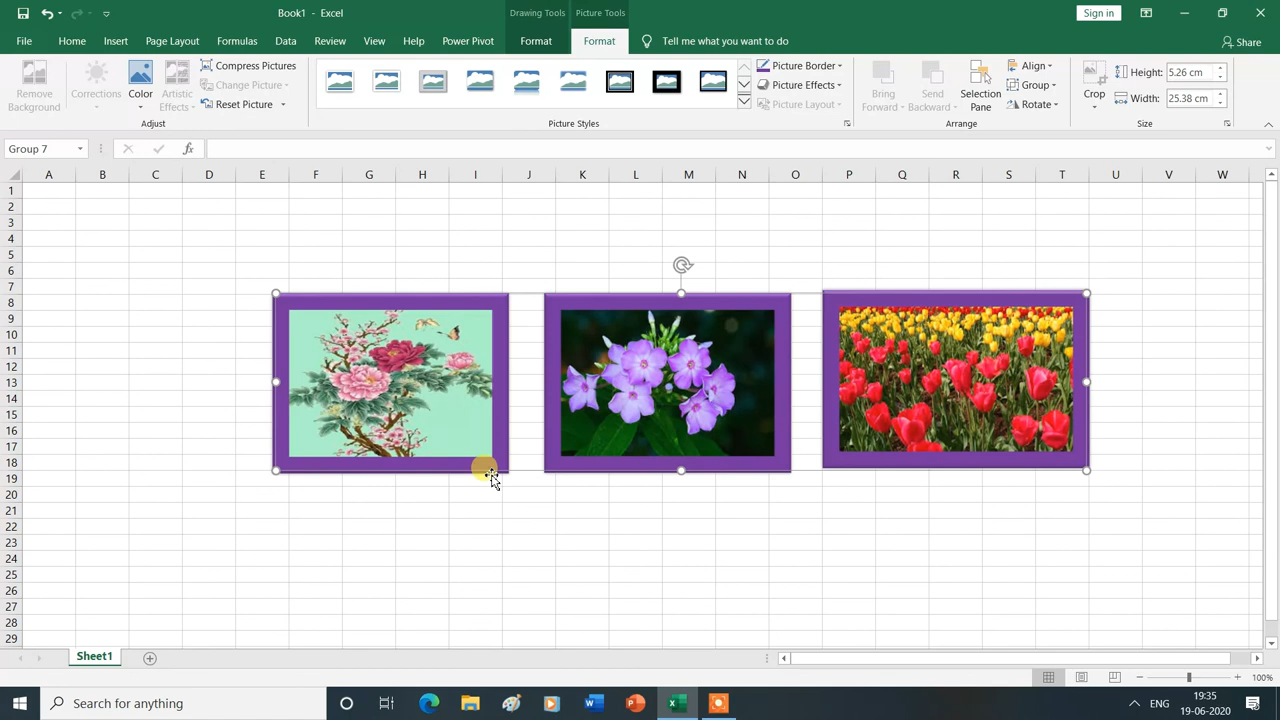 Book1 - Excel
Drawing Tools
Picture Tools
Sign in
File Home Insert Page Layout Formulas Data Review View Help Power Pivot Format Format Tell me what you want to do Share
Remove Background
Corrections
Color
Artistic Effects
Compress Pictures
Change Picture
Reset Picture
Adjust
Picture Styles
Picture Border
Picture Effects
Picture Layout
Bring Forward
Send Backward
Selection Pane
Align
Group
Rotate
Arrange
Crop
Height: 5.26 cm
Width: 25.38 cm
Size
Group 7 fx
A B C D E F G H I J K L M N O P Q R S T U V W
1
2
3
4
5
6
7
8
9
10
11
12
13
14
15
16
17
18
19
20
21
22
23
24
25
26
27
28
29
Sheet1
100%
Search for anything
ENG
19:35
19-06-2020